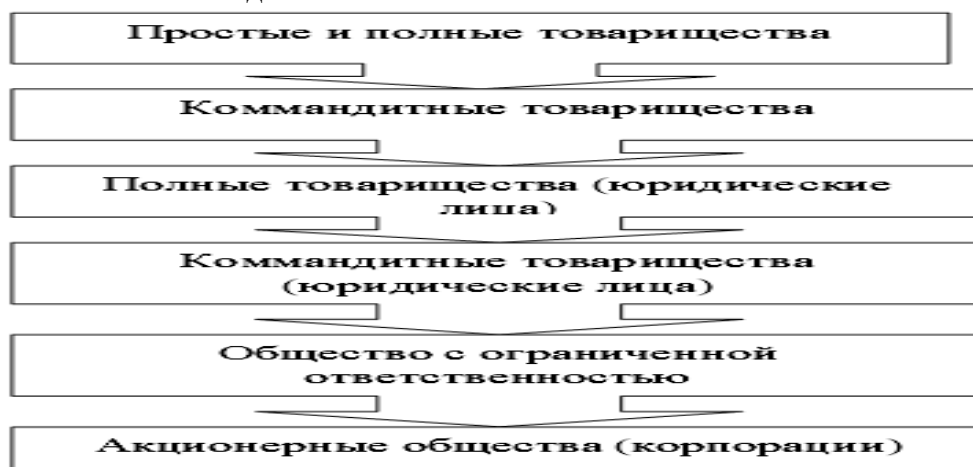 Простые и полные товарищества
Коммандитные товарищества
Полные товарищества (юридические
лица)
Коммандитные товарищества
(юридические лица)
Общество с ограниченной
ответственностью
Акционерные общества (корпорации)